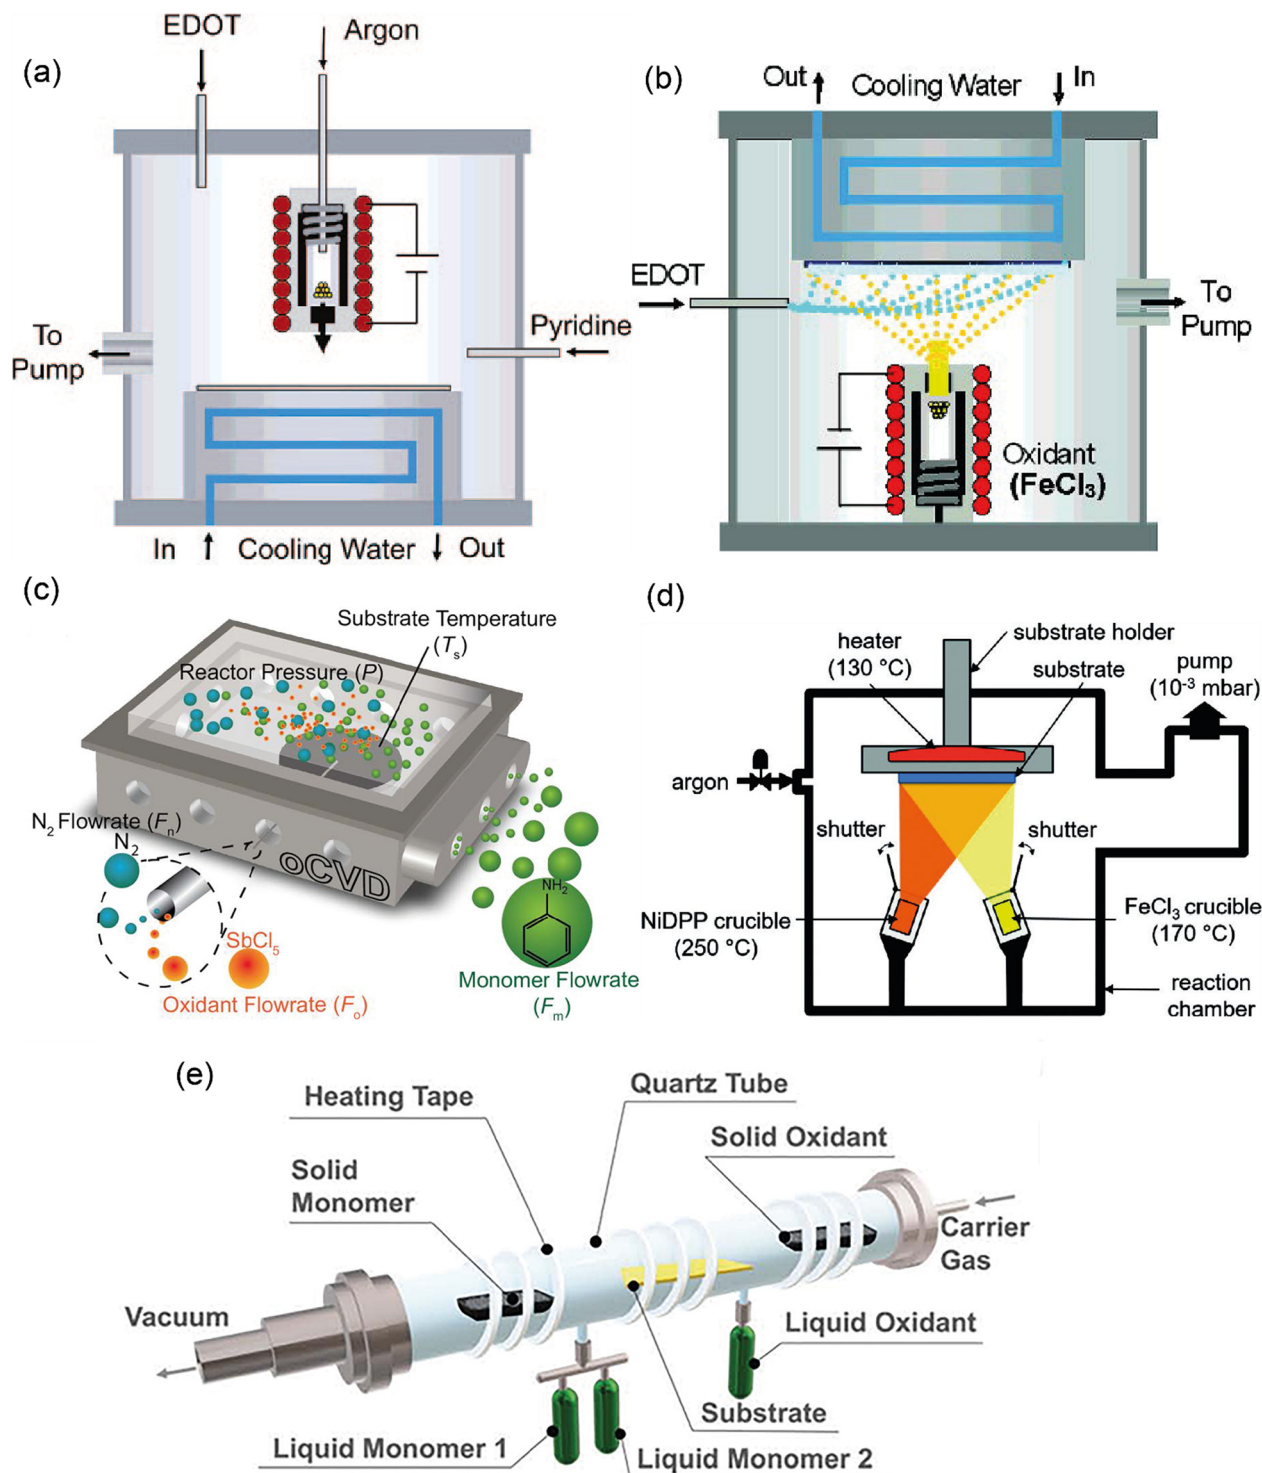 (a)
EDOT
Argon
To
Pump
Pyridine
In
Cooling Water
Out
(b)
Out
Cooling Water
In
EDOT
To
Pump
Oxidant
(FeCl₃)
(c)
Substrate Temperature
(Tₛ)
Reactor Pressure (P)
N₂ Flowrate (Fₙ)
N₂
oCVD
SbCl₅
Oxidant Flowrate (Fₒ)
NH₂
Monomer Flowrate
(Fₘ)
(d)
heater
(130 °C)
substrate holder
substrate
pump
(10⁻³ mbar)
argon
shutter
shutter
NiDPP crucible
(250 °C)
FeCl₃ crucible
(170 °C)
reaction
chamber
(e)
Heating Tape
Quartz Tube
Solid Oxidant
Solid
Monomer
Carrier
Gas
Vacuum
Liquid Oxidant
Substrate
Liquid Monomer 1
Liquid Monomer 2